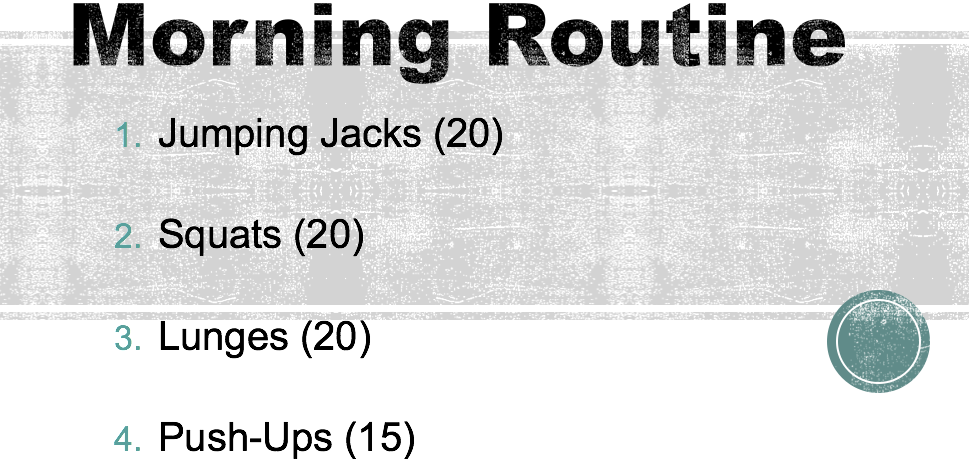 Morning Routine
1. Jumping Jacks (20)
2. Squats (20)
3. Lunges (20)
4. Push-Ups (15)